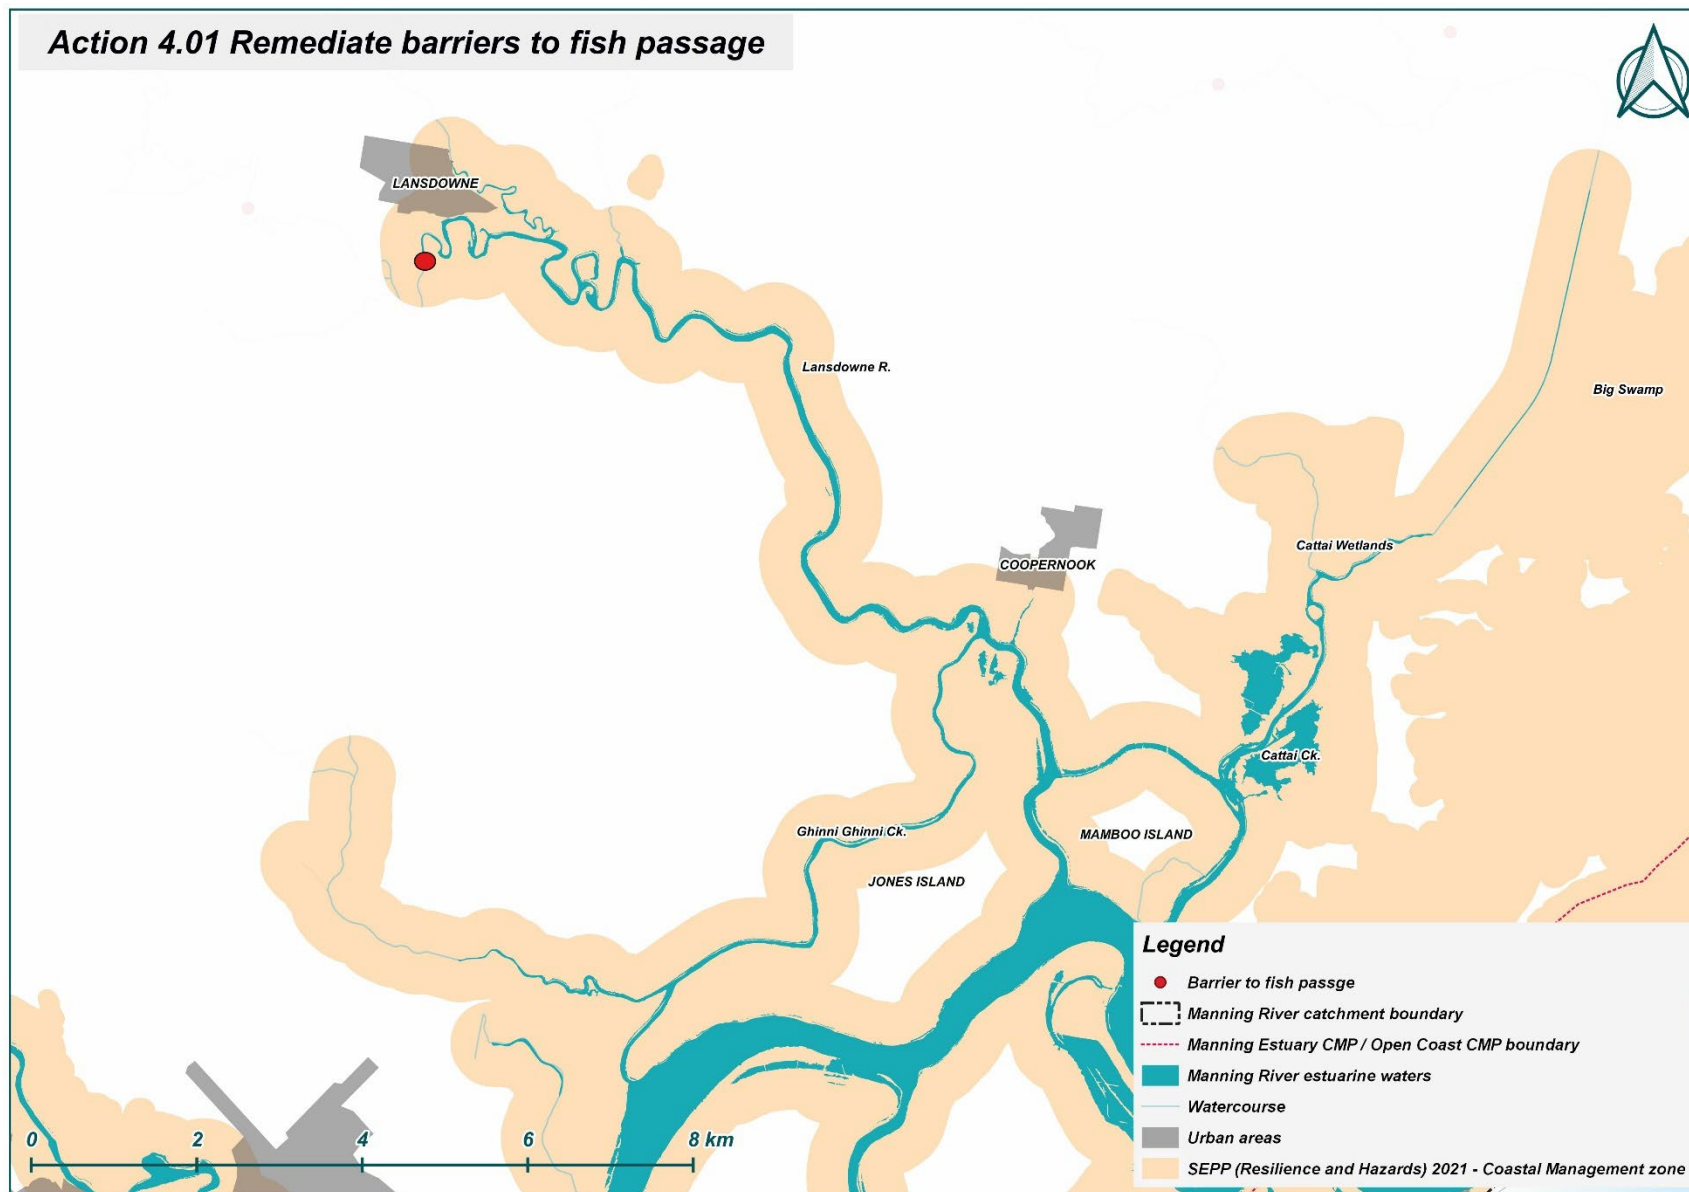 Action 4.01 Remediate barriers to fish passage
LANSDOWNE
Lansdowne R.
Big Swamp
Cattai Wetlands
COOPERNOOK
Cattai Ck.
Ghinni Ghinni Ck.
MAMBOO ISLAND
JONES ISLAND
Legend
Barrier to fish passge
Manning River catchment boundary
Manning Estuary CMP / Open Coast CMP boundary
Manning River estuarine waters
Watercourse
Urban areas
SEPP (Resilience and Hazards) 2021 - Coastal Management zone
0 2 4 6 8 km